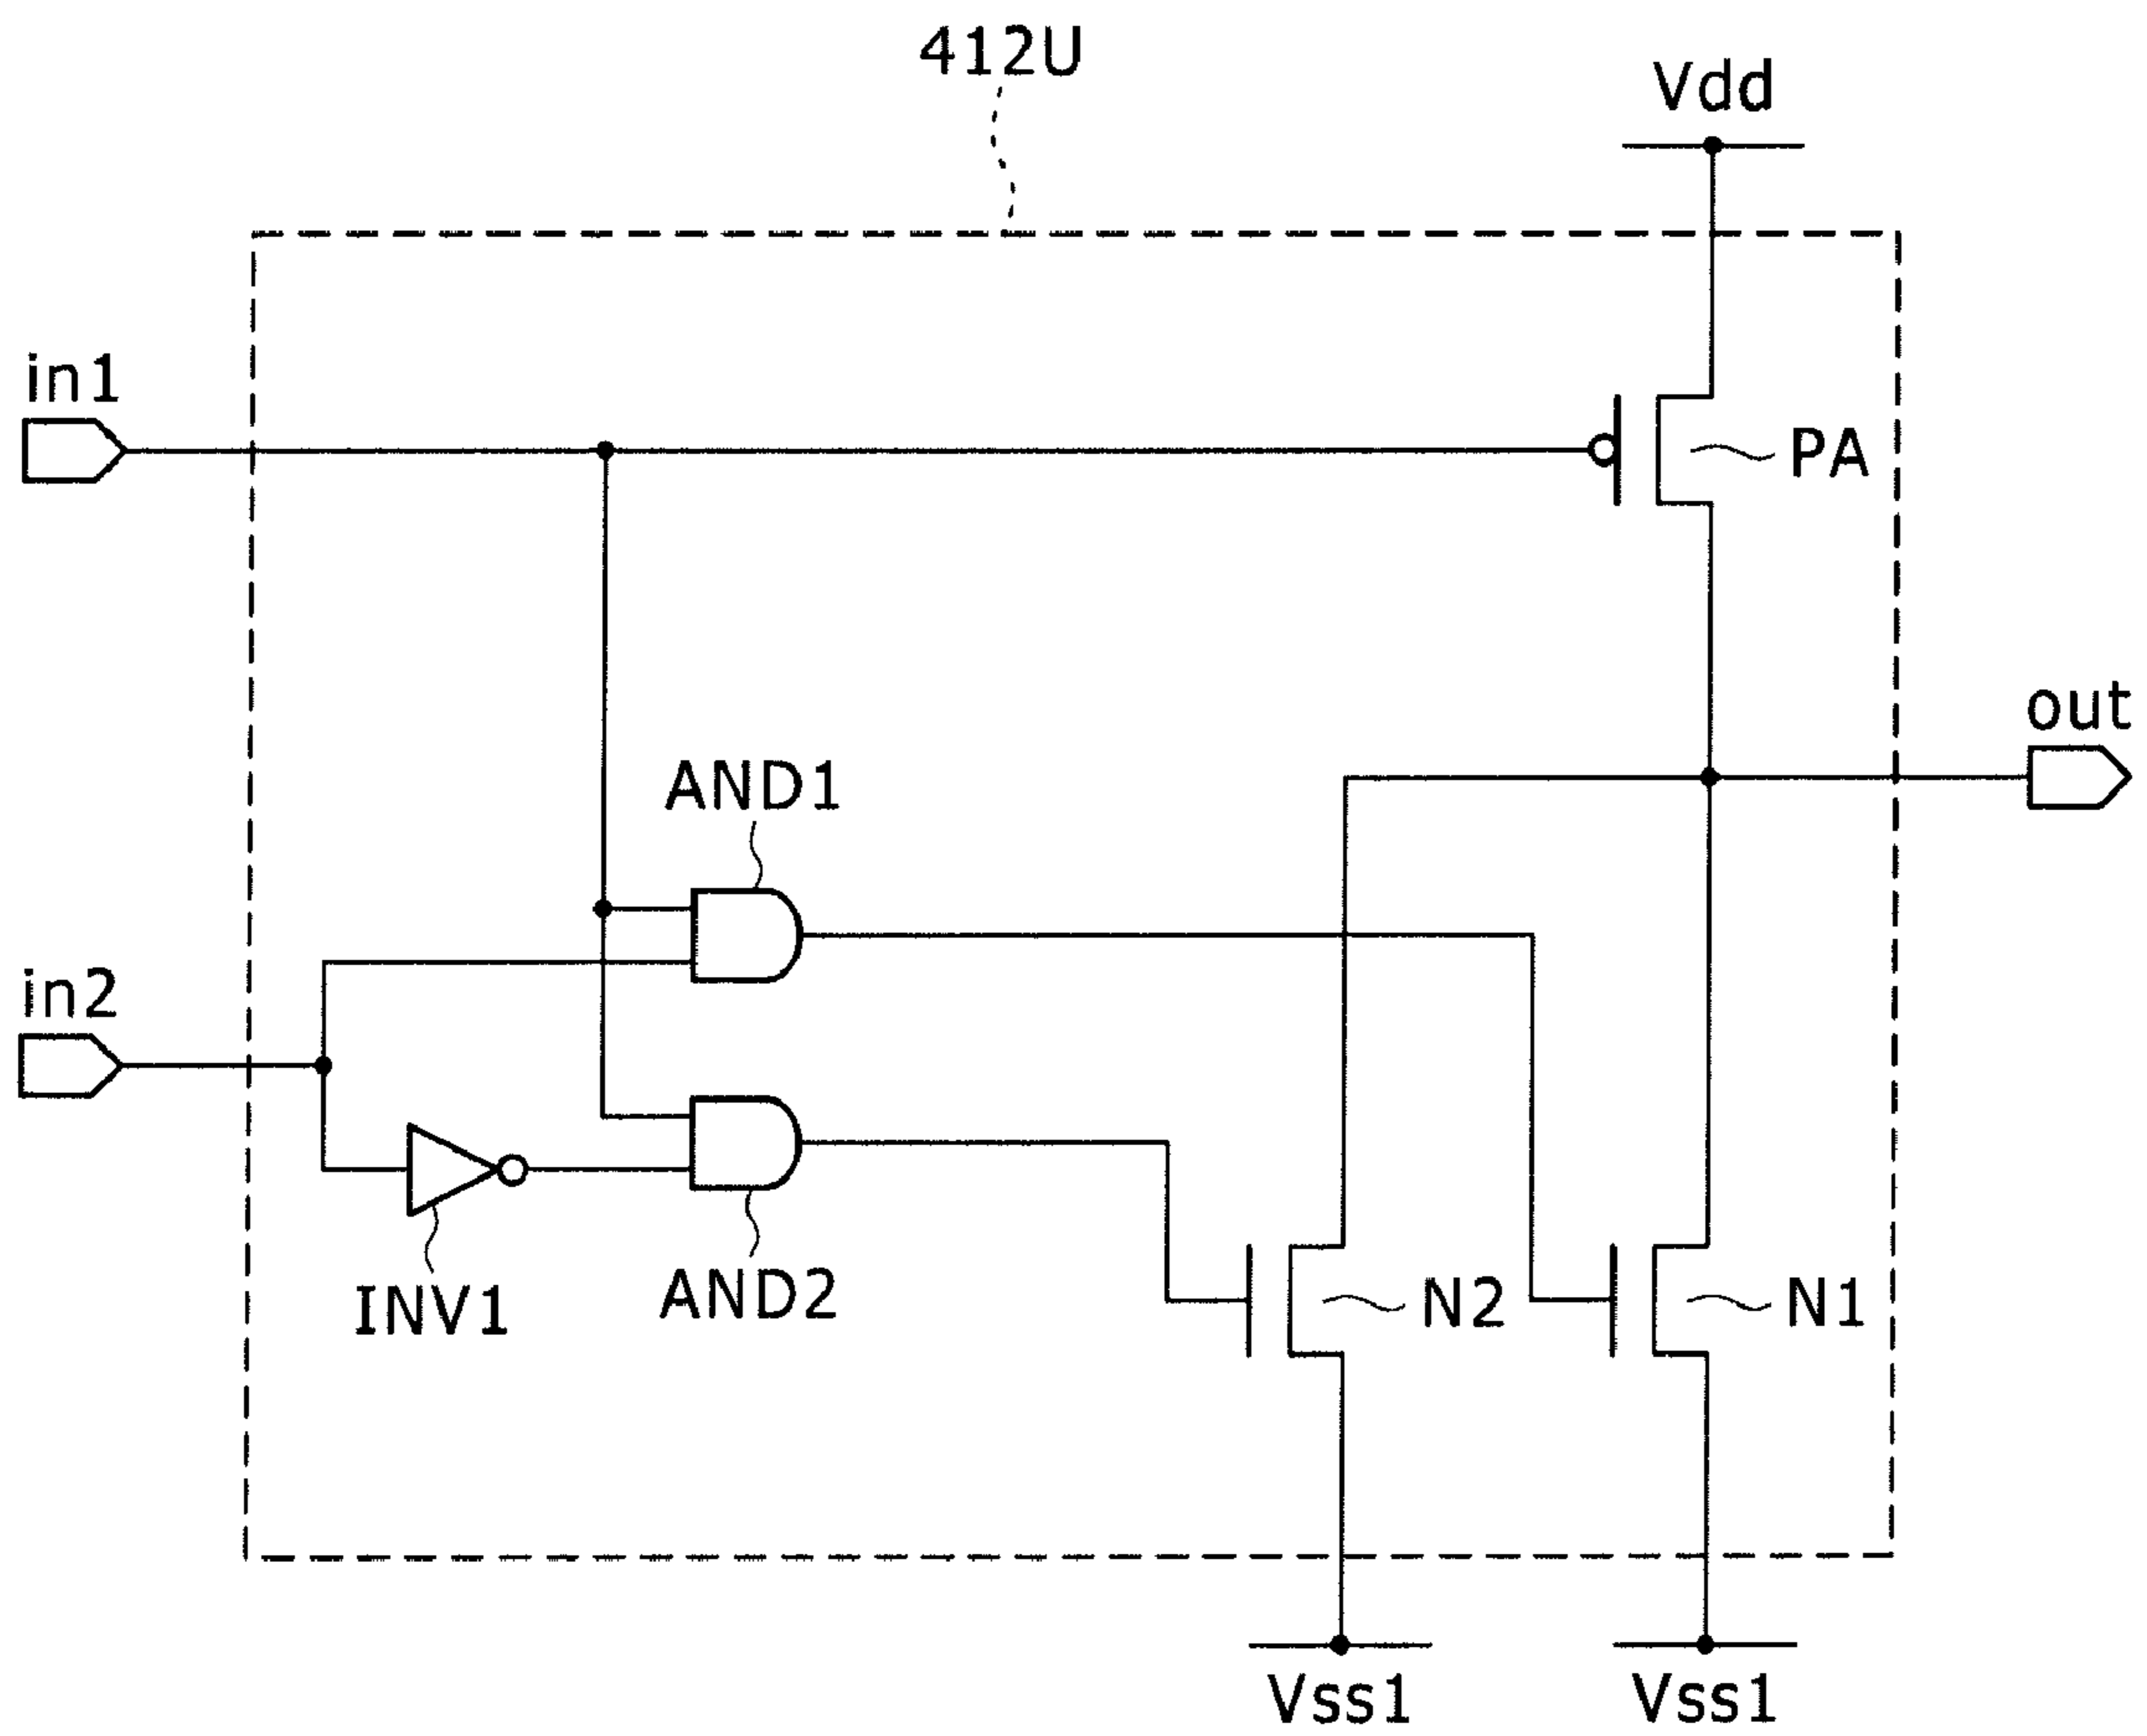 412U
Vdd
in1
PA
out
AND1
in2
INV1
AND2
N2
N1
Vss1
Vss1